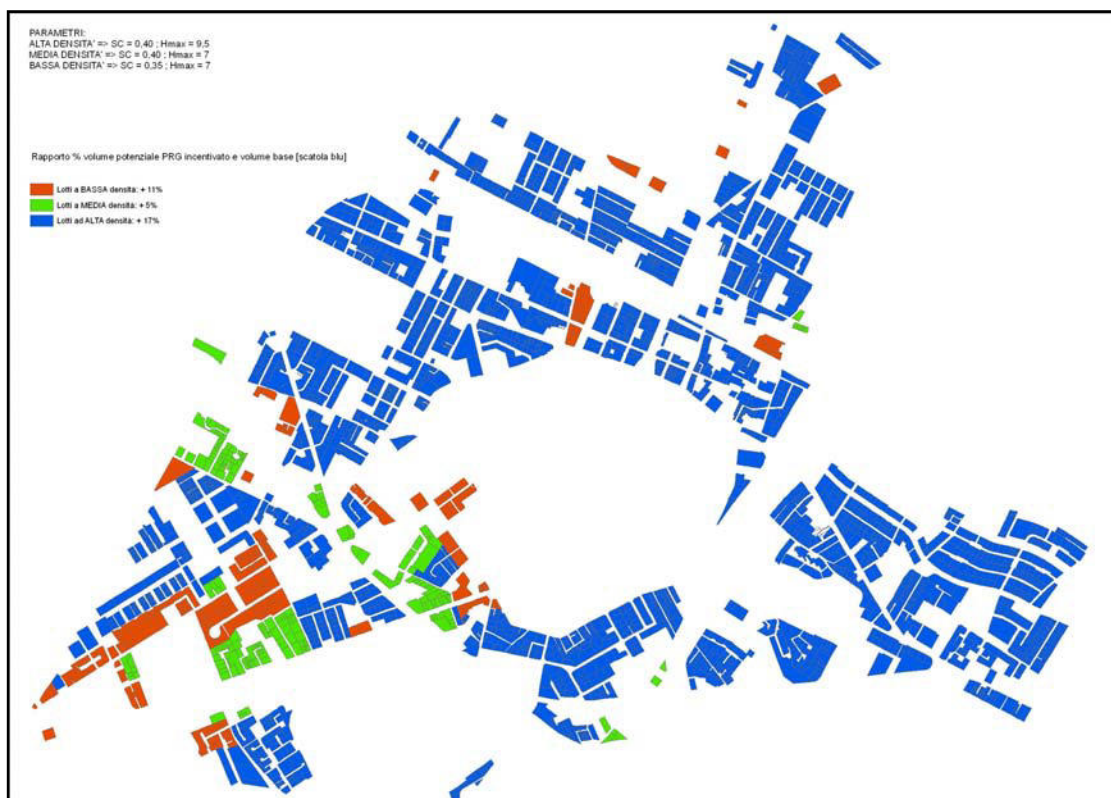 PARAMETRI:
ALTA DENSITA' => SC = 0,40 ; Hmax = 9,5
MEDIA DENSITA' => SC = 0,40 ; Hmax = 7
BASSA DENSITA' => SC = 0,35 ; Hmax = 7
Rapporto % volume potenziale PRG incentivato e volume base [scatola blu]
Lotti a BASSA densità: + 11%
Lotti a MEDIA densità: + 5%
Lotti ad ALTA densità: + 17%